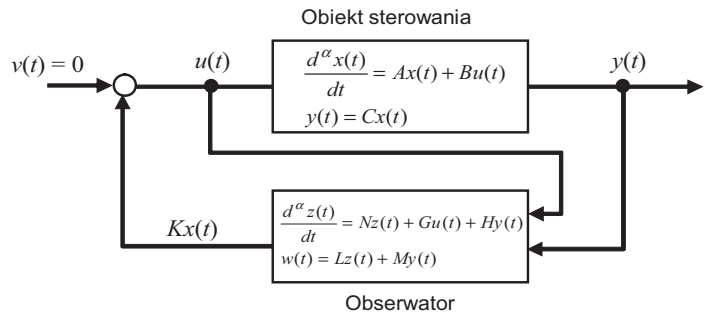 Obiekt sterowania
v(t) = 0
u(t)
d^α x(t)/dt = Ax(t) + Bu(t)
y(t) = Cx(t)
y(t)
Kx(t)
d^α z(t)/dt = Nz(t) + Gu(t) + Hy(t)
w(t) = Lz(t) + My(t)
Obserwator